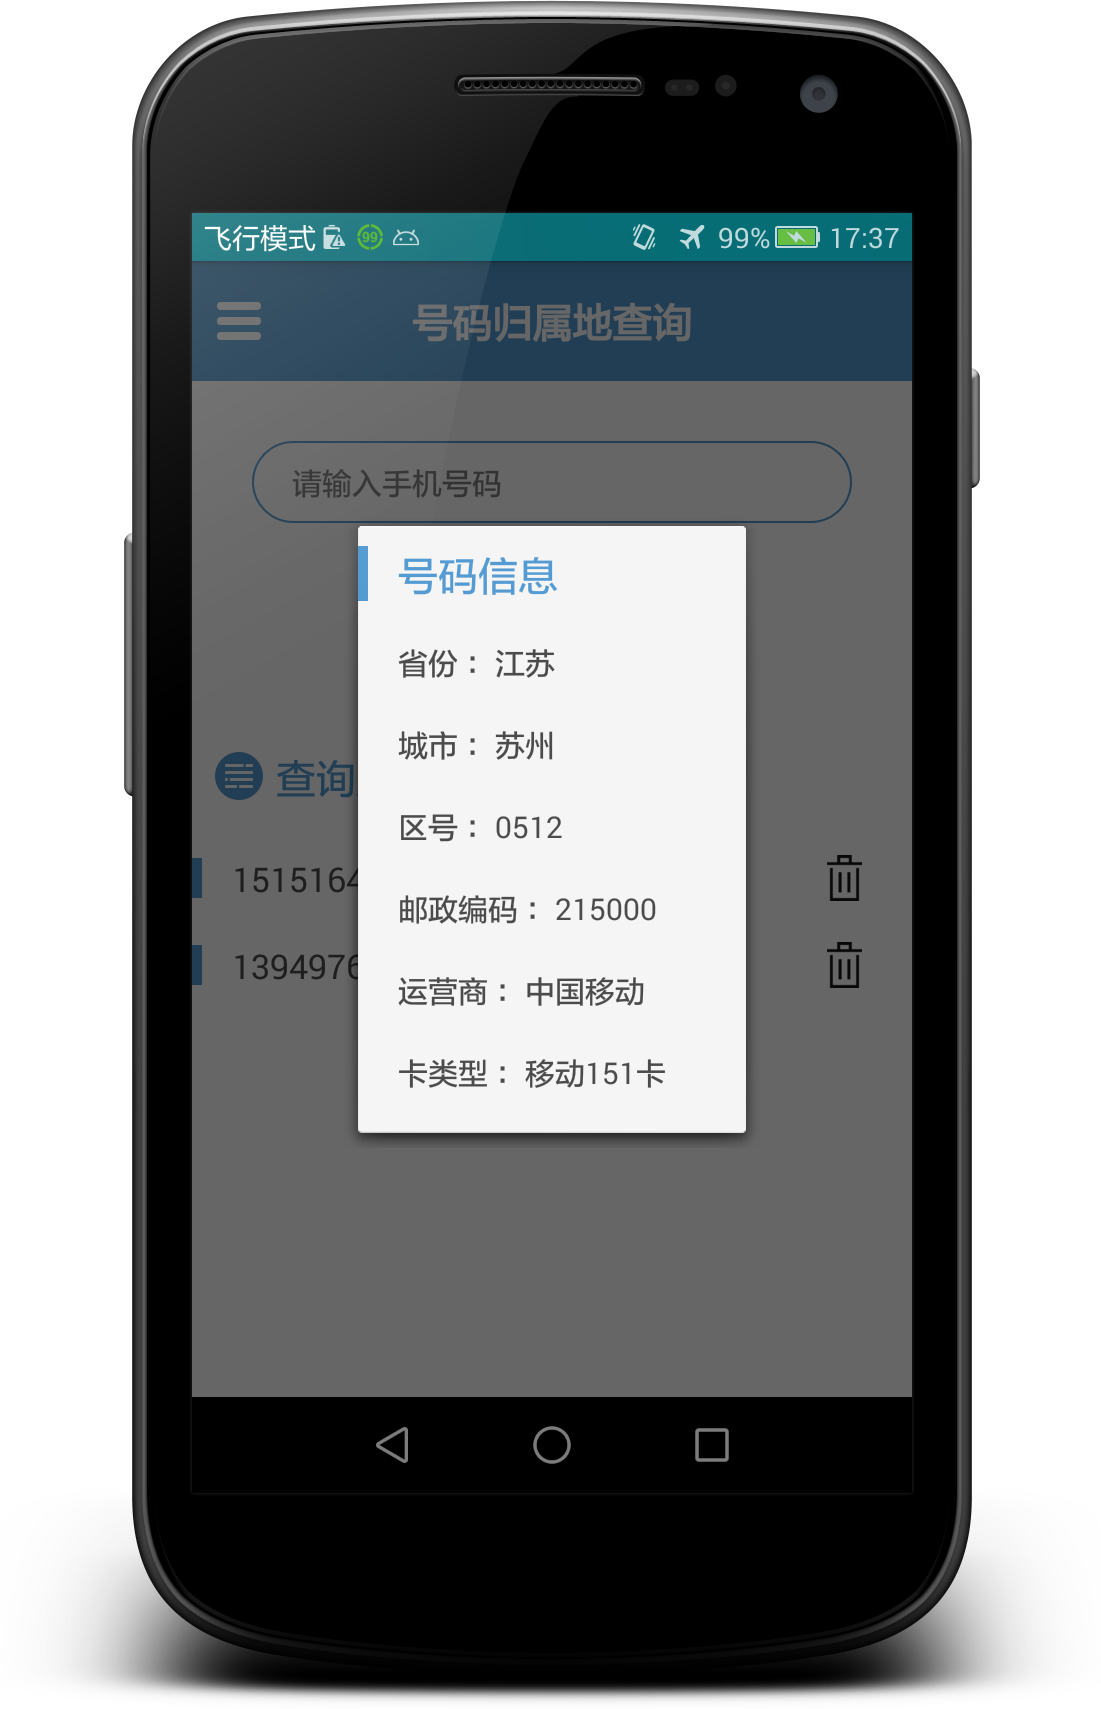 飞行模式 99 99% 17:37
号码归属地查询
请输入手机号码
号码信息
省份： 江苏
城市： 苏州
区号： 0512
邮政编码： 215000
运营商： 中国移动
卡类型： 移动151卡
查询
1515164
1394976